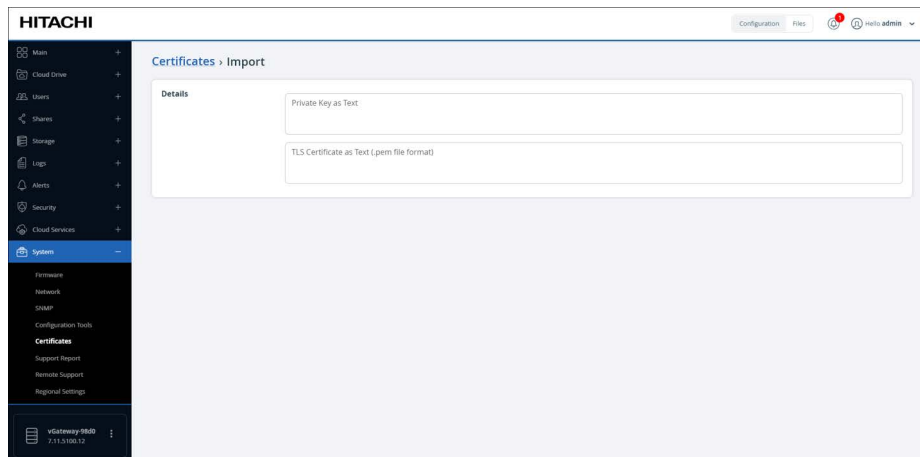 HITACHI
Configuration Files 1 Hello admin
Main
Cloud Drive
Users
Shares
Storage
Logs
Alerts
Security
Cloud Services
System
Firmware
Network
SNMP
Configuration Tools
Certificates
Support Report
Remote Support
Regional Settings
vGateway-98d0
7.11.5100.12
Certificates › Import
Details
Private Key as Text
TLS Certificate as Text (.pem file format)